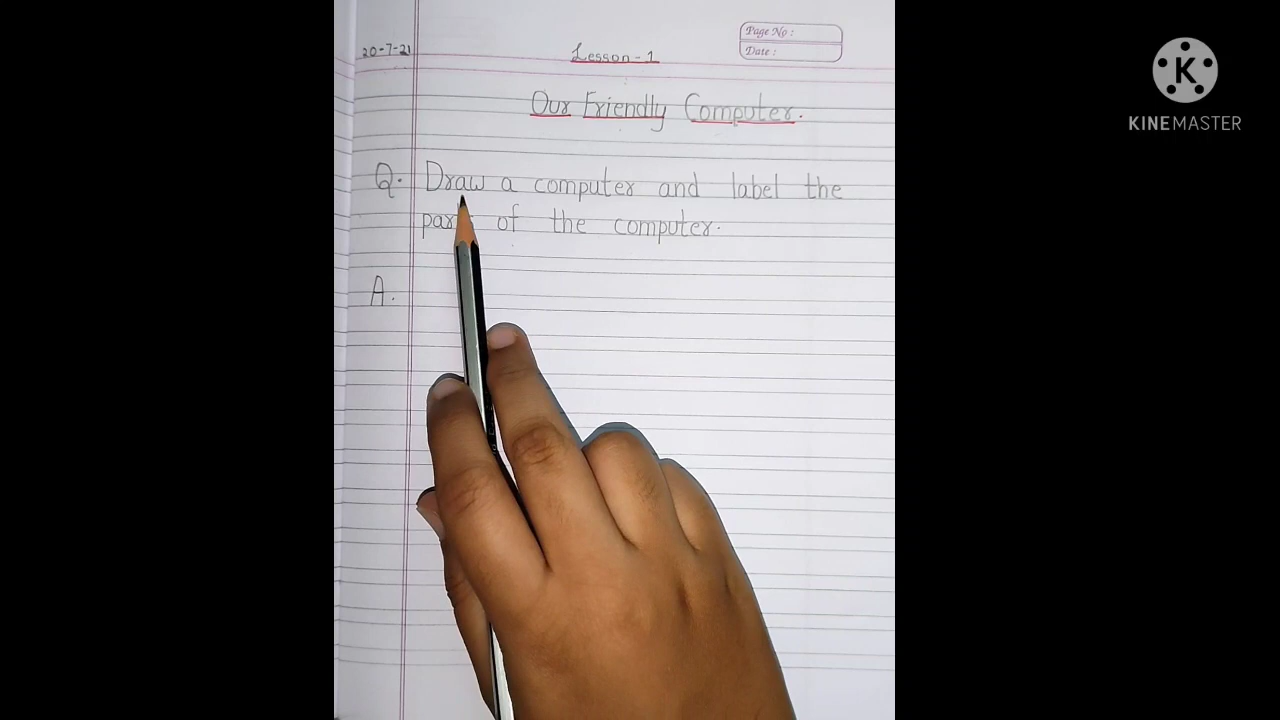 Page No :
20-7-21
Lesson - 1
Date :
Our Friendly Computer.
Q. Draw a computer and label the
of the computer.
A.
K
KINEMASTER